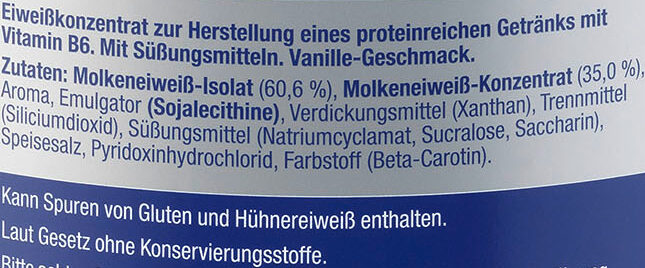 Eiweißkonzentrat zur Herstellung eines proteinreichen Getränks mit
Vitamin B6. Mit Süßungsmitteln. Vanille-Geschmack.
Zutaten: Molkeneiweiß-Isolat (60,6 %), Molkeneiweiß-Konzentrat (35,0 %),
Aroma, Emulgator (Sojalecithine), Verdickungsmittel (Xanthan), Trennmittel
(Siliciumdioxid), Süßungsmittel (Natriumcyclamat, Sucralose, Saccharin),
Speisesalz, Pyridoxinhydrochlorid, Farbstoff (Beta-Carotin).
Kann Spuren von Gluten und Hühnereiweiß enthalten.
Laut Gesetz ohne Konservierungsstoffe.
Bitte